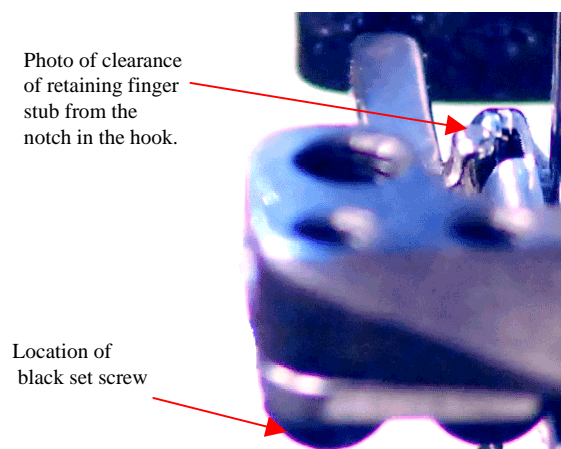 Photo of clearance
of retaining finger
stub from the
notch in the hook.
Location of
black set screw